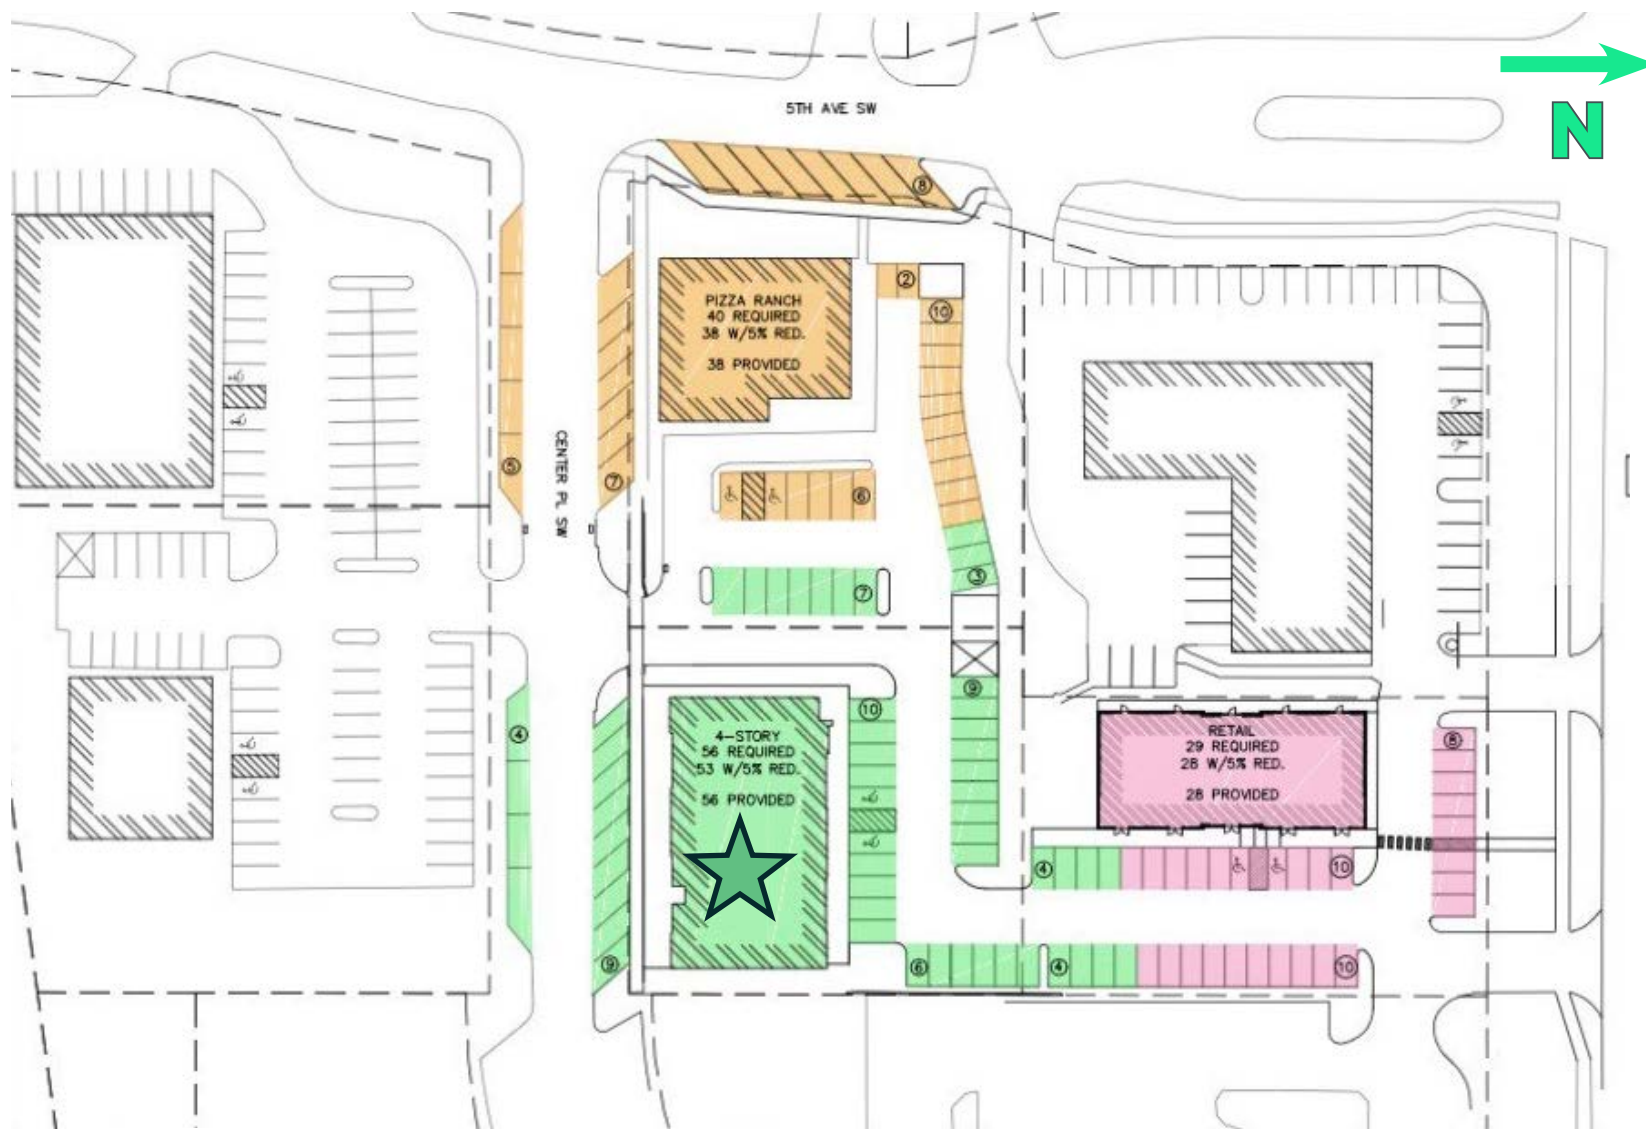 5TH AVE SW
N
8
2
10
PIZZA RANCH
40 REQUIRED
38 W/5% RED.
38 PROVIDED
5
CENTER PL SW
7
6
3
7
9
10
4
4-STORY
56 REQUIRED
53 W/5% RED.
56 PROVIDED
RETAIL
29 REQUIRED
28 W/5% RED.
28 PROVIDED
8
4
10
9
6
4
10